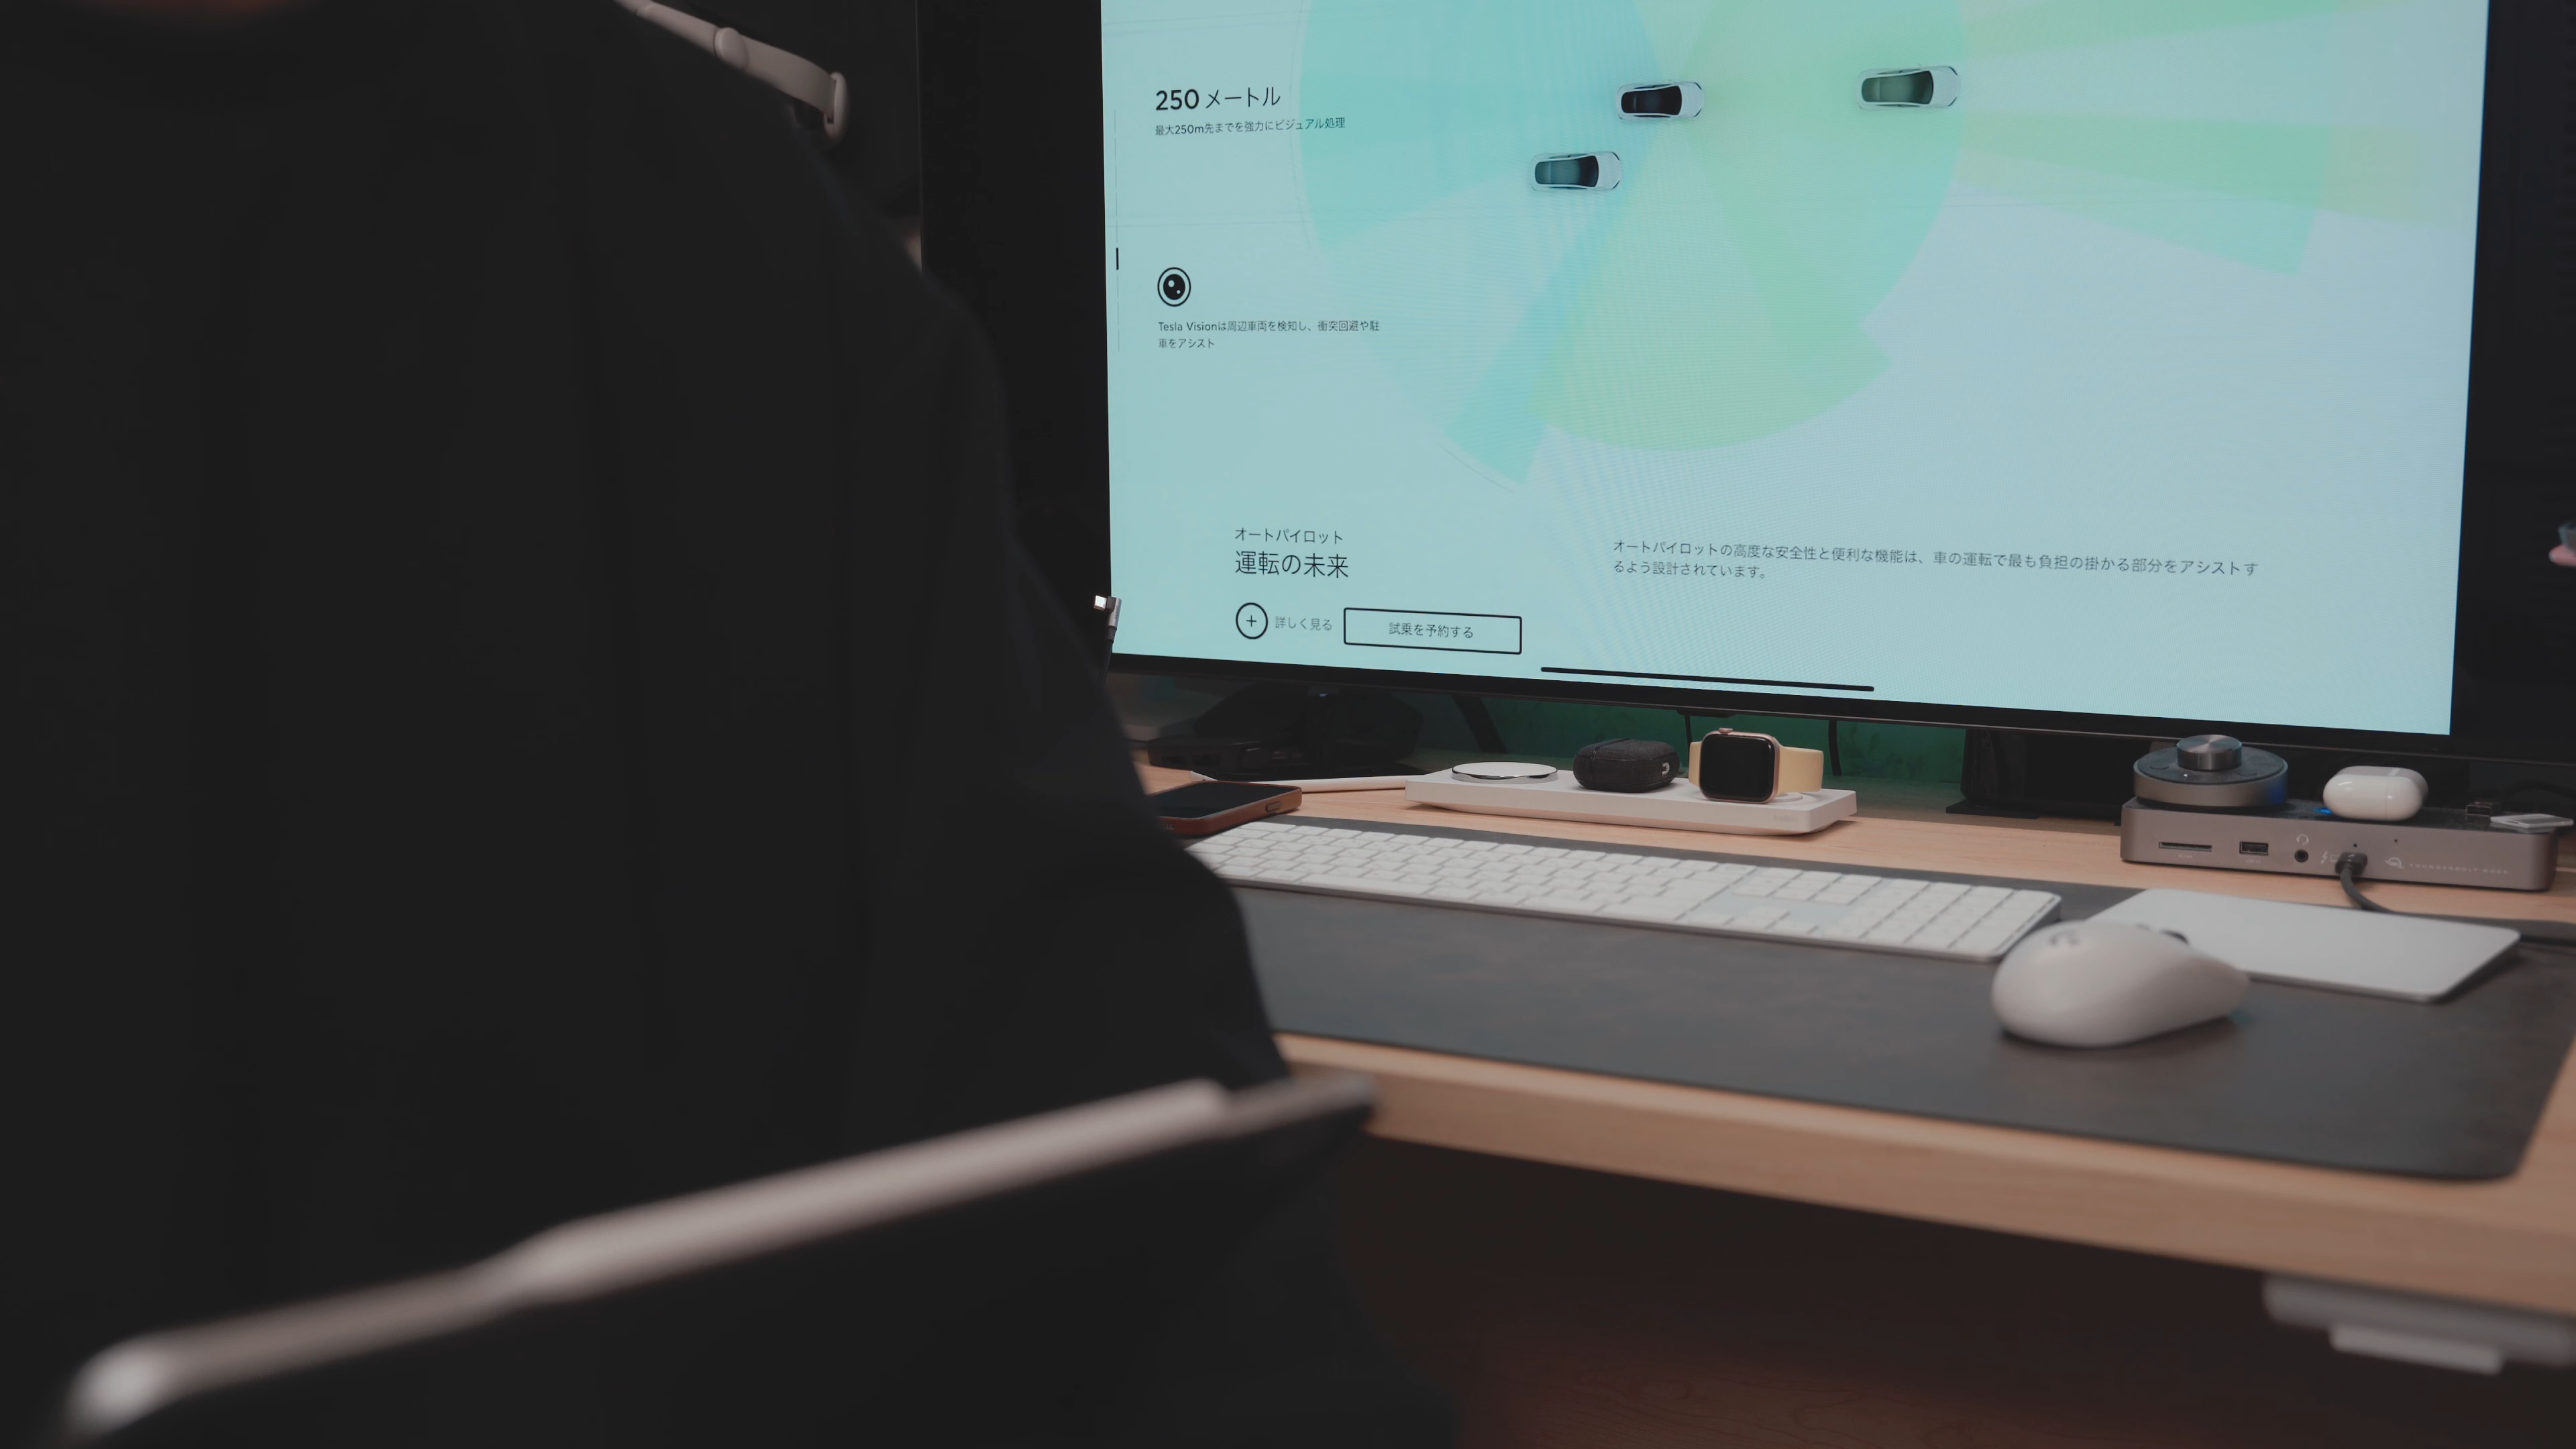 250 メートル
最大250m先までを強力にビジュアル処理
Tesla Visionは周辺車両を検知し、衝突回避や駐
車をアシスト
オートパイロット
運転の未来
オートパイロットの高度な安全性と便利な機能は、車の運転で最も負担の掛かる部分をアシストす
るよう設計されています。
詳しく見る
試乗を予約する
THUNDERBOLT DOCK